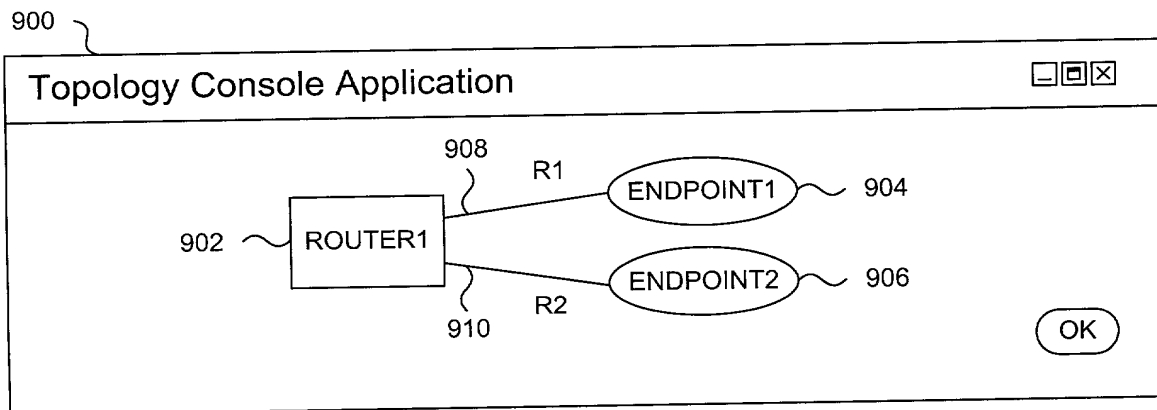 900
Topology Console Application
908
R1
ENDPOINT1
904
902
ROUTER1
ENDPOINT2
906
910
R2
OK